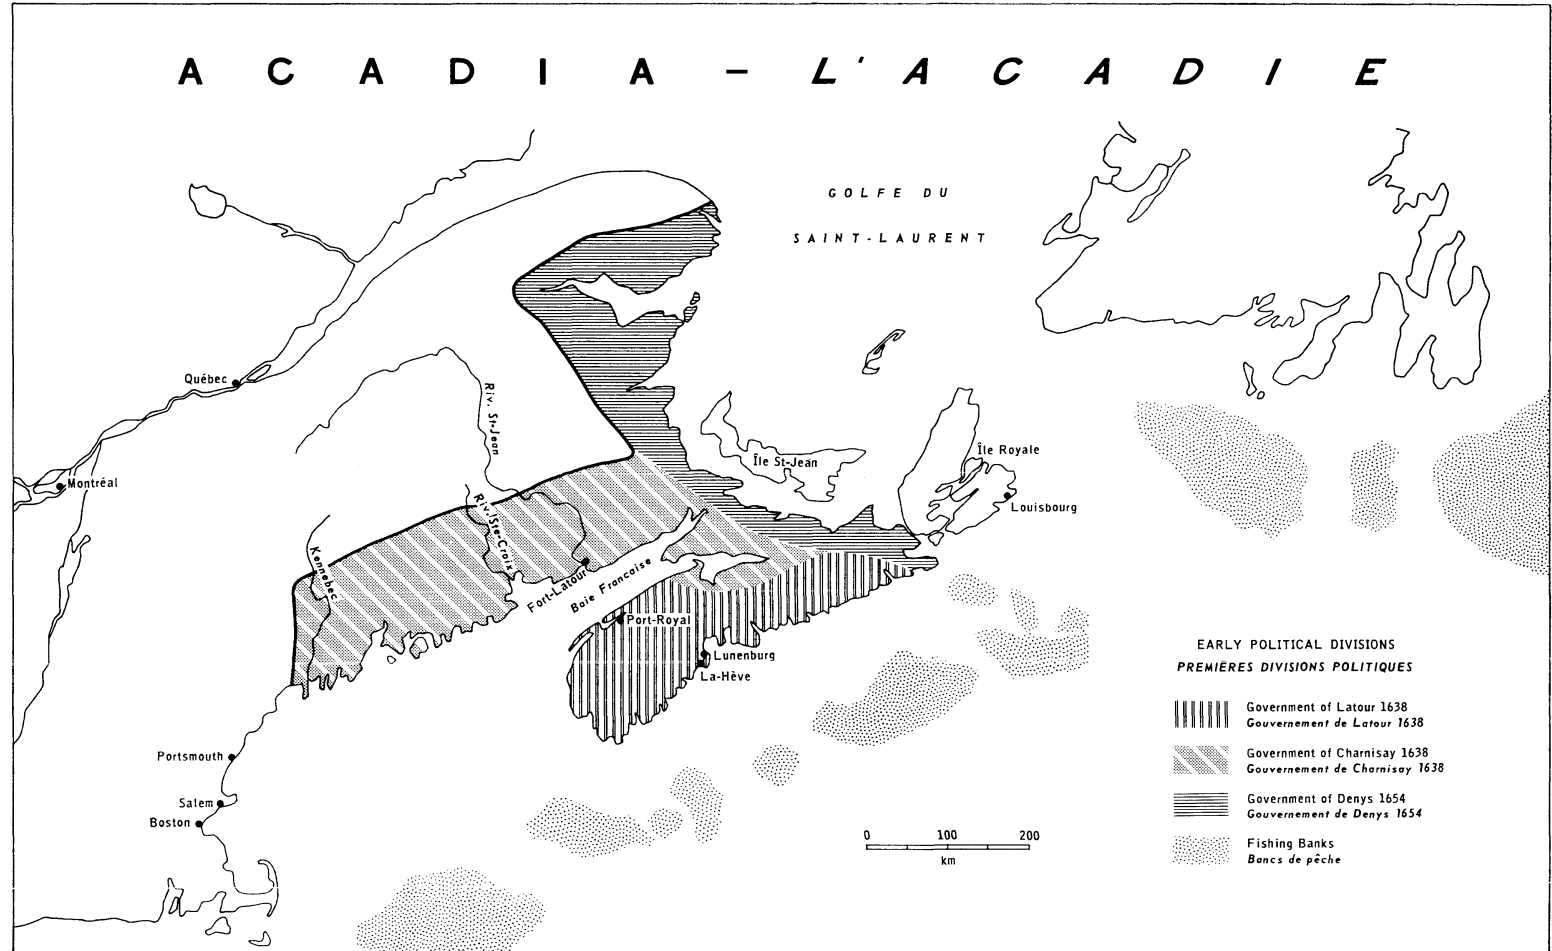 ACADIA - L'ACADIE
GOLFE DU
SAINT-LAURENT
Québec
Riv. St-Jean
Montréal
Île St-Jean
Île Royale
Louisbourg
Riv. Ste-Croix
Kennebec
Fort-Latour
Baie Francaise
Port-Royal
Lunenburg
La-Hève
Portsmouth
Salem
Boston
0 100 200
km
EARLY POLITICAL DIVISIONS
PREMIÈRES DIVISIONS POLITIQUES
Government of Latour 1638
Gouvernement de Latour 1638
Government of Charnisay 1638
Gouvernement de Charnisay 1638
Government of Denys 1654
Gouvernement de Denys 1654
Fishing Banks
Bancs de pêche